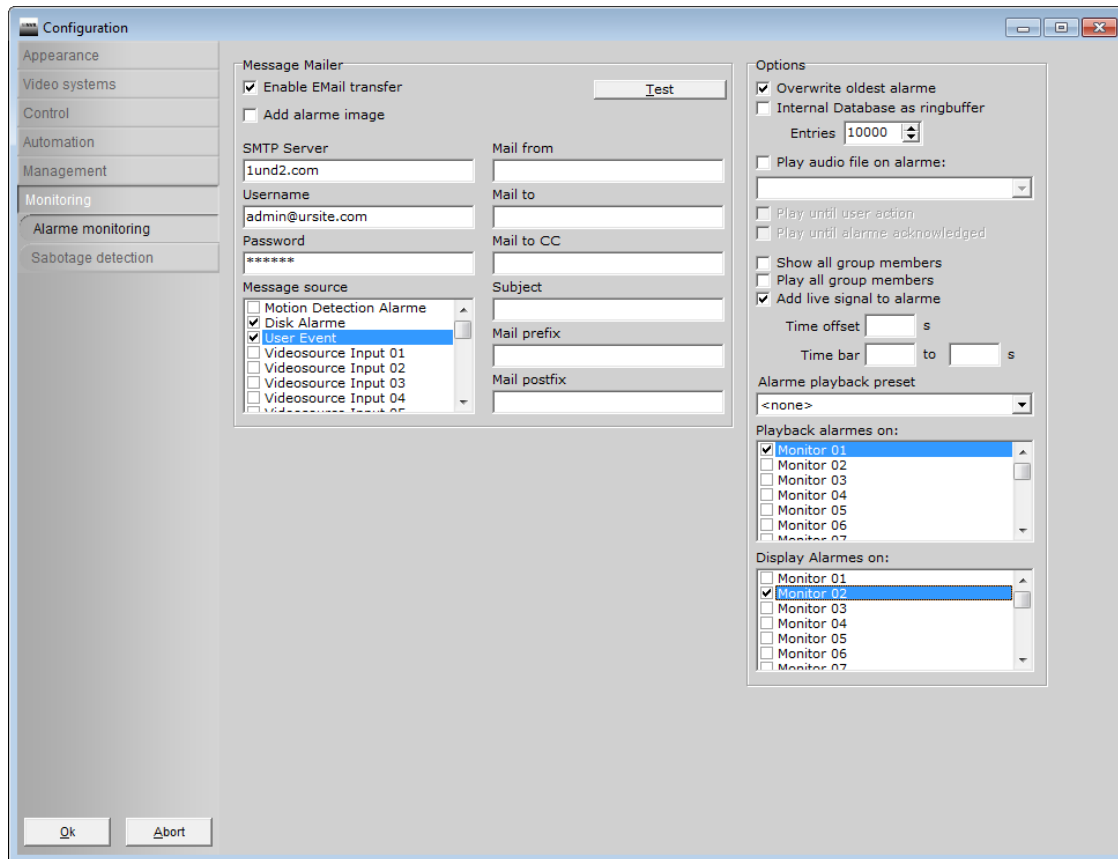 Configuration
Appearance
Video systems
Control
Automation
Management
Monitoring
Alarme monitoring
Sabotage detection
Ok
Abort
Message Mailer
Enable EMail transfer
Test
Add alarme image
SMTP Server
1und2.com
Username
admin@ursite.com
Password
******
Message source
Motion Detection Alarme
Disk Alarme
User Event
Videosource Input 01
Videosource Input 02
Videosource Input 03
Videosource Input 04
Videosource Input 05
Mail from
Mail to
Mail to CC
Subject
Mail prefix
Mail postfix
Options
Overwrite oldest alarme
Internal Database as ringbuffer
Entries 10000
Play audio file on alarme:
Play until user action
Play until alarme acknowledged
Show all group members
Play all group members
Add live signal to alarme
Time offset s
Time bar to s
Alarme playback preset
<none>
Playback alarmes on:
Monitor 01
Monitor 02
Monitor 03
Monitor 04
Monitor 05
Monitor 06
Monitor 07
Display Alarmes on:
Monitor 01
Monitor 02
Monitor 03
Monitor 04
Monitor 05
Monitor 06
Monitor 07